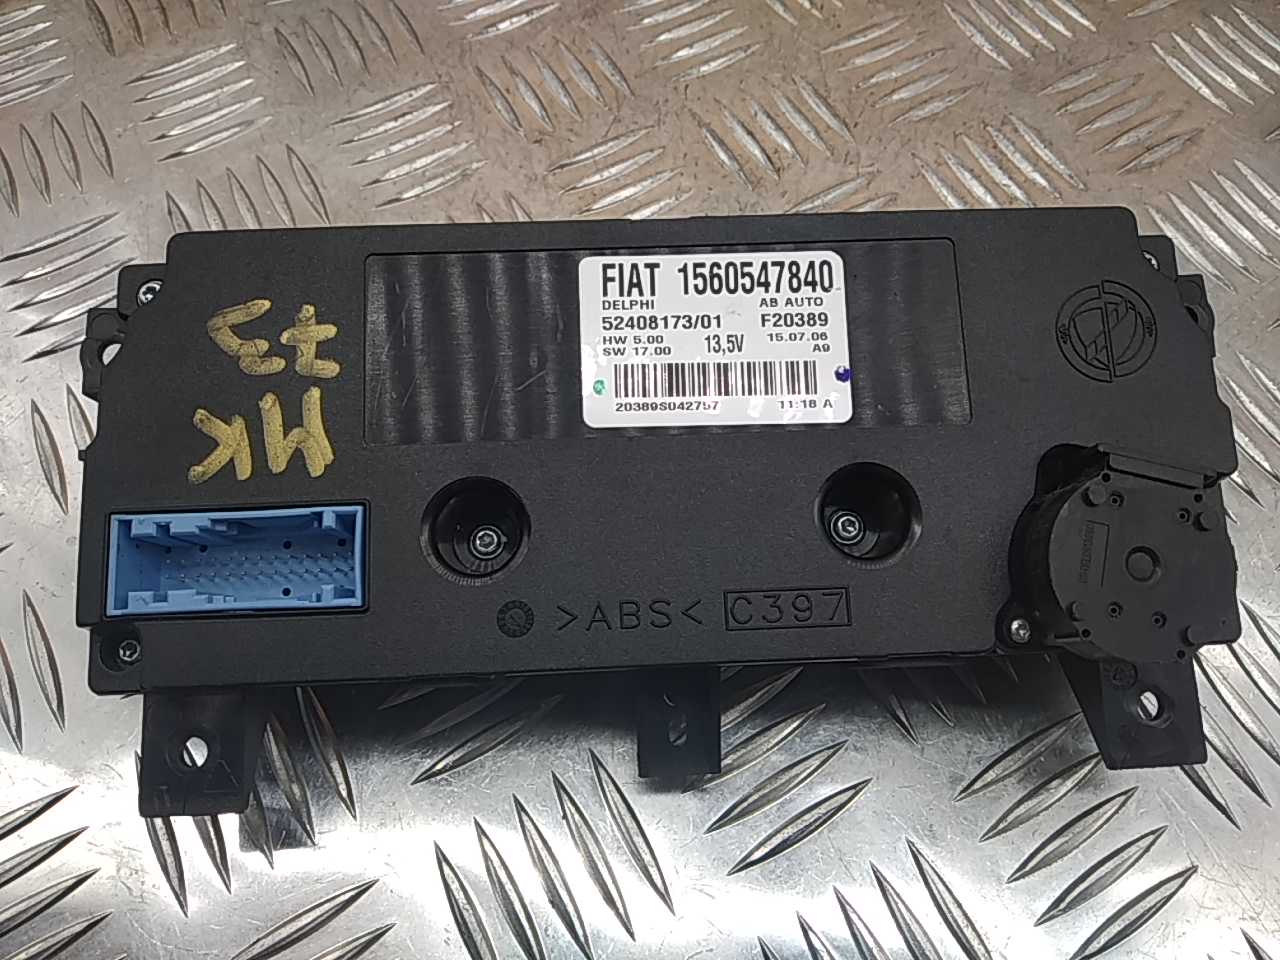 FIAT 1560547840
DELPHI AB AUTO
52408173/01 F20389
HW 5.00 13,5V 15.07.06
SW 17.00 A9
20389S042757 11:18 A
MK
73
>ABS< C397